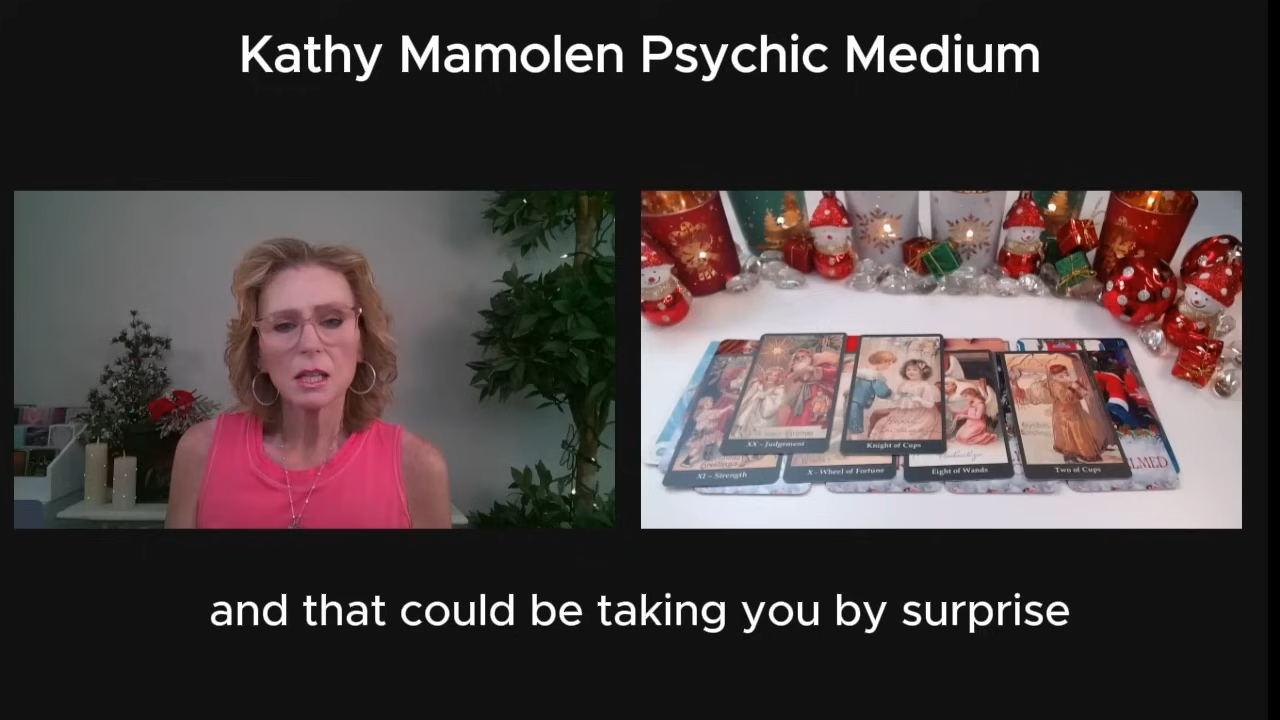 Kathy Mamolen Psychic Medium
XX - Judgement
Knight of Cups
XI - Strength
X - Wheel of Fortune
Eight of Wands
Two of Cups
LMED
and that could be taking you by surprise